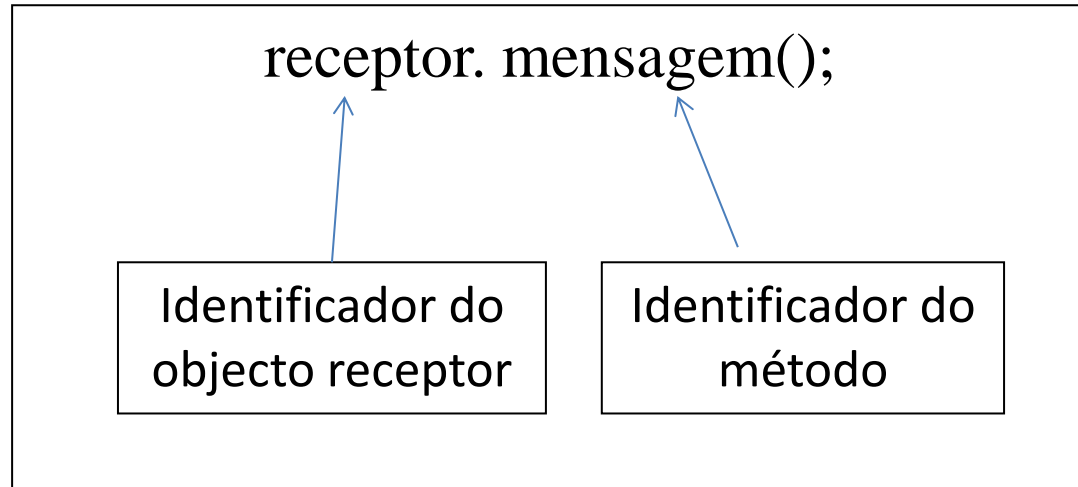 receptor. mensagem();
Identificador do
objecto receptor
Identificador do
método